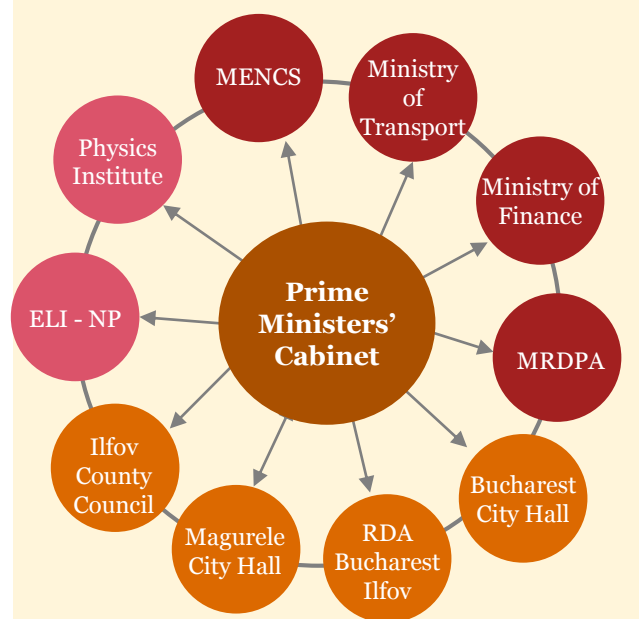 MENCS
Ministry
of
Transport
Physics
Institute
Ministry of
Finance
Prime
Ministers’
Cabinet
ELI - NP
MRDPA
Ilfov
County
Council
Bucharest
City Hall
Magurele
City Hall
RDA
Bucharest
Ilfov